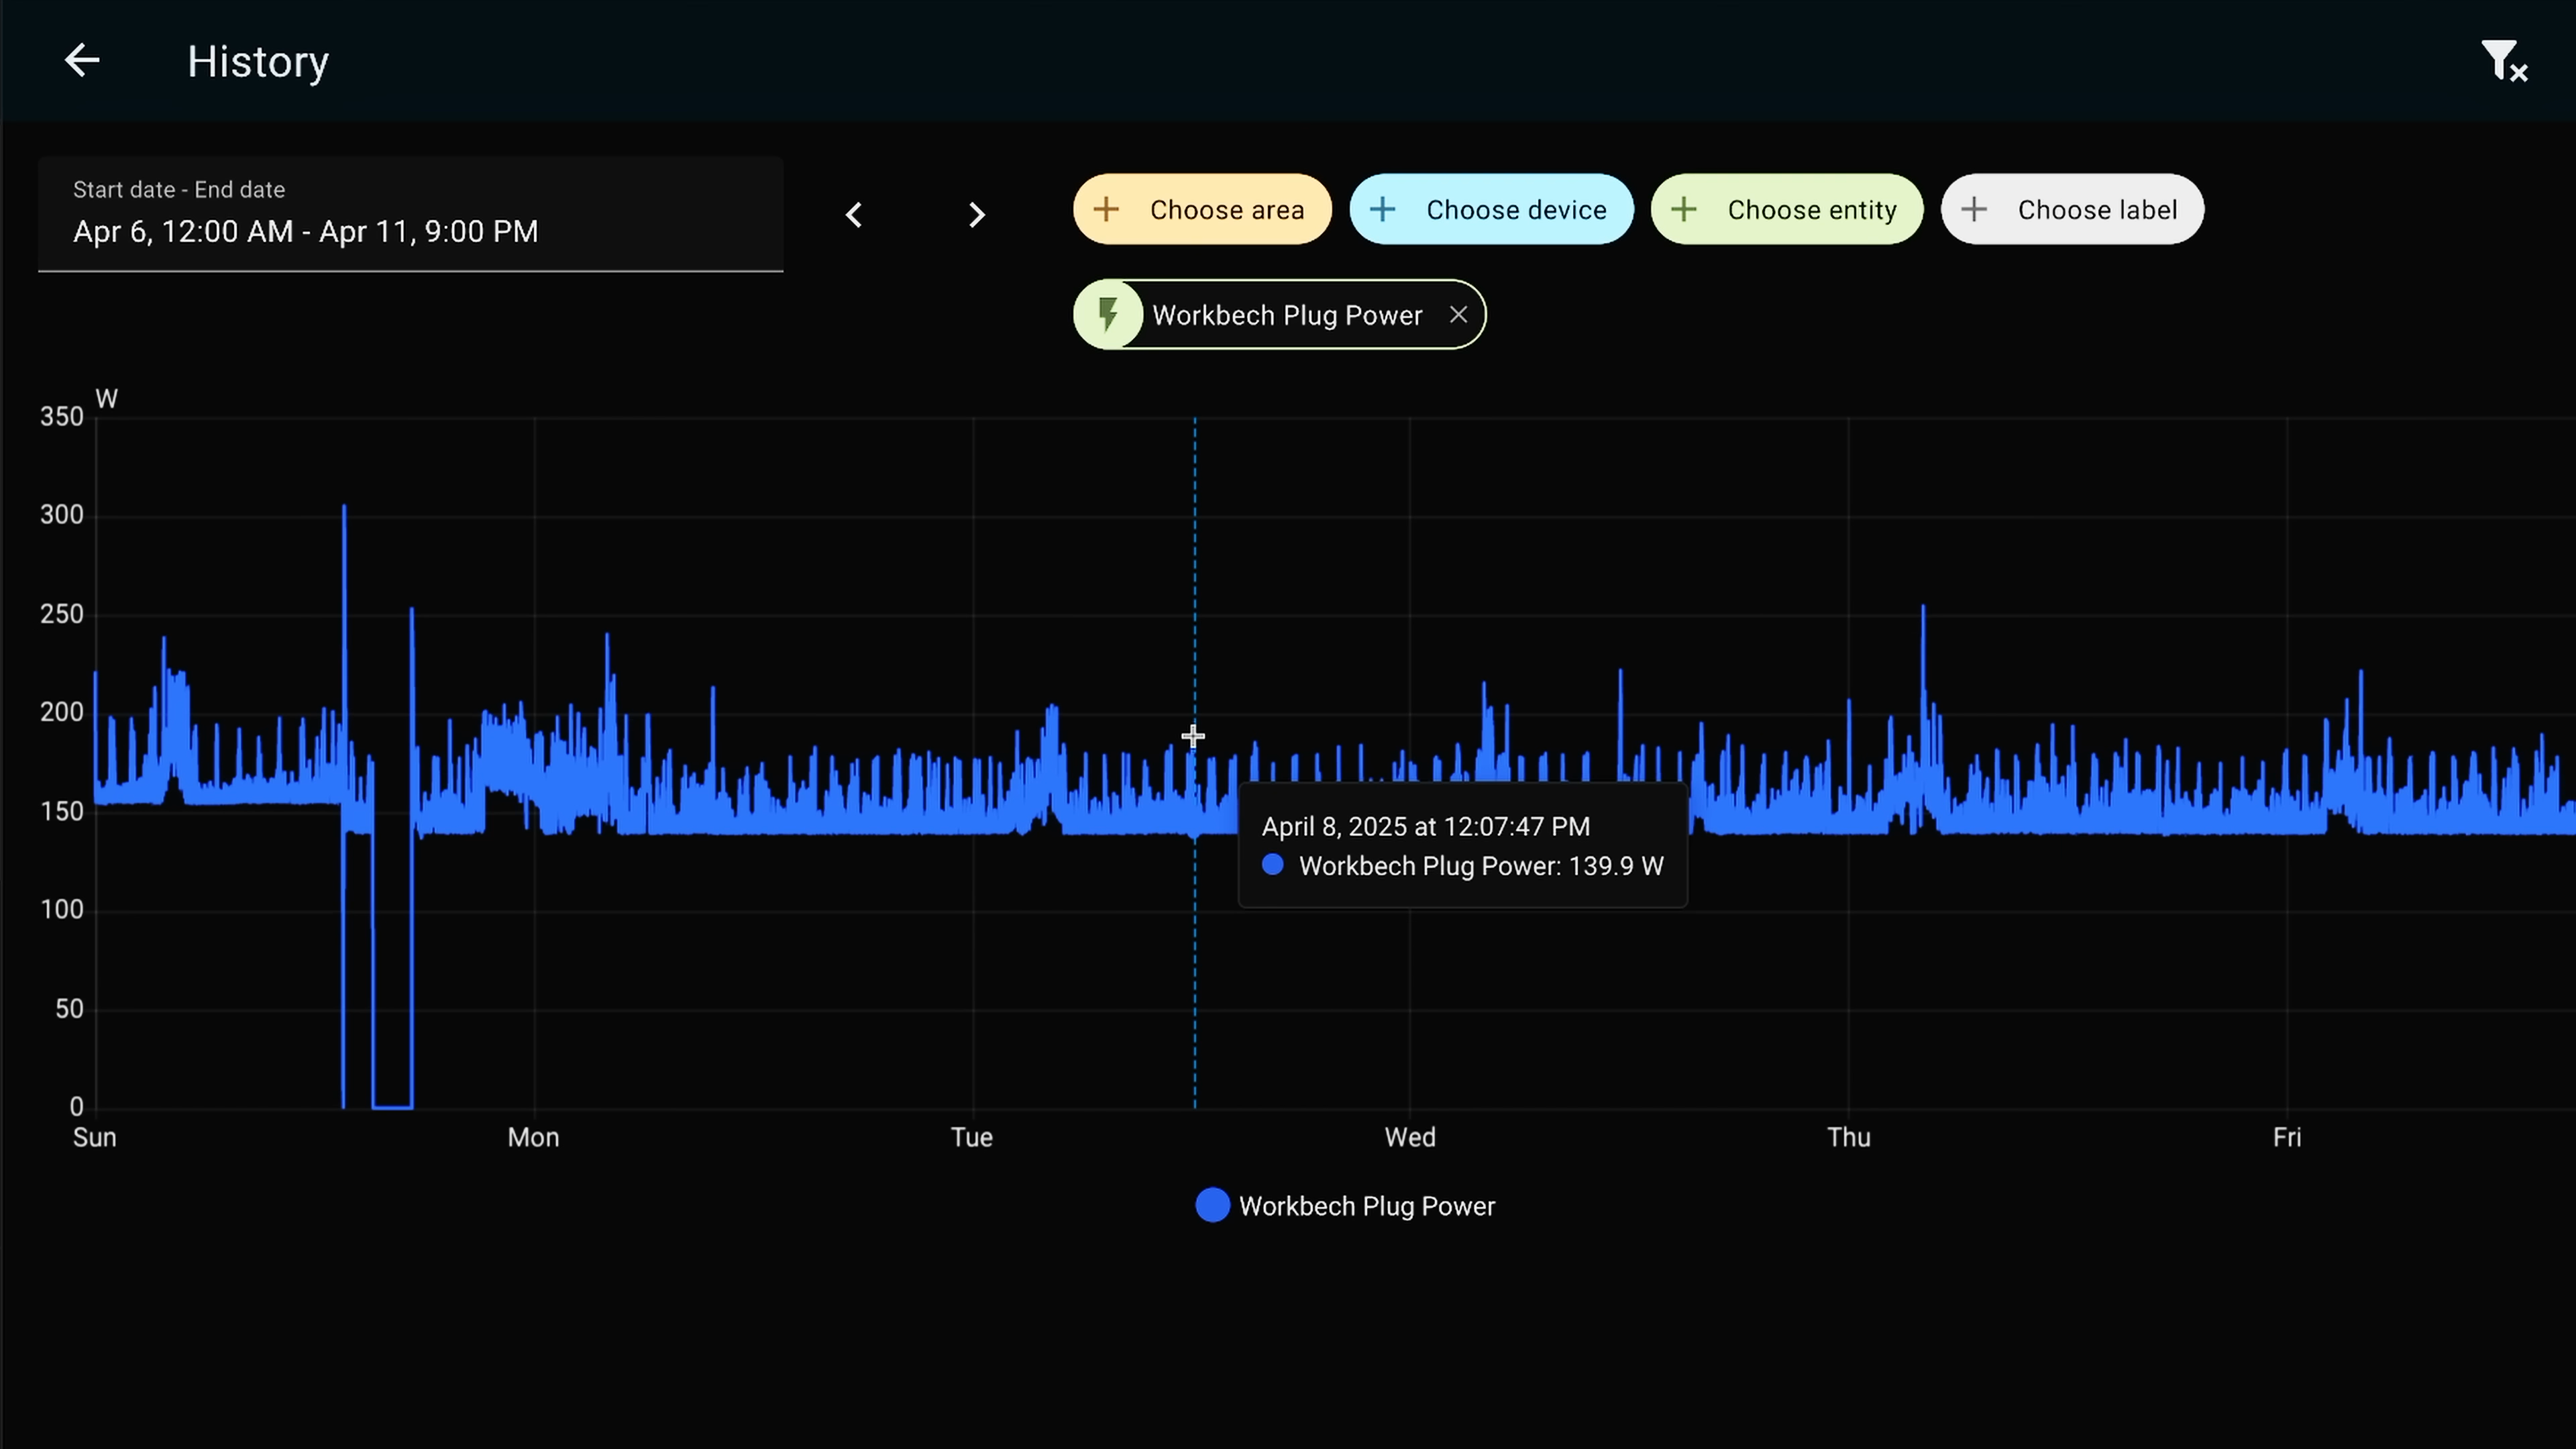 History
Start date - End date
Apr 6, 12:00 AM - Apr 11, 9:00 PM
Choose area
Choose device
Choose entity
Choose label
Workbech Plug Power
W
350
300
250
200
150
100
50
0
April 8, 2025 at 12:07:47 PM
Workbech Plug Power: 139.9 W
Sun Mon Tue Wed Thu Fri
Workbech Plug Power